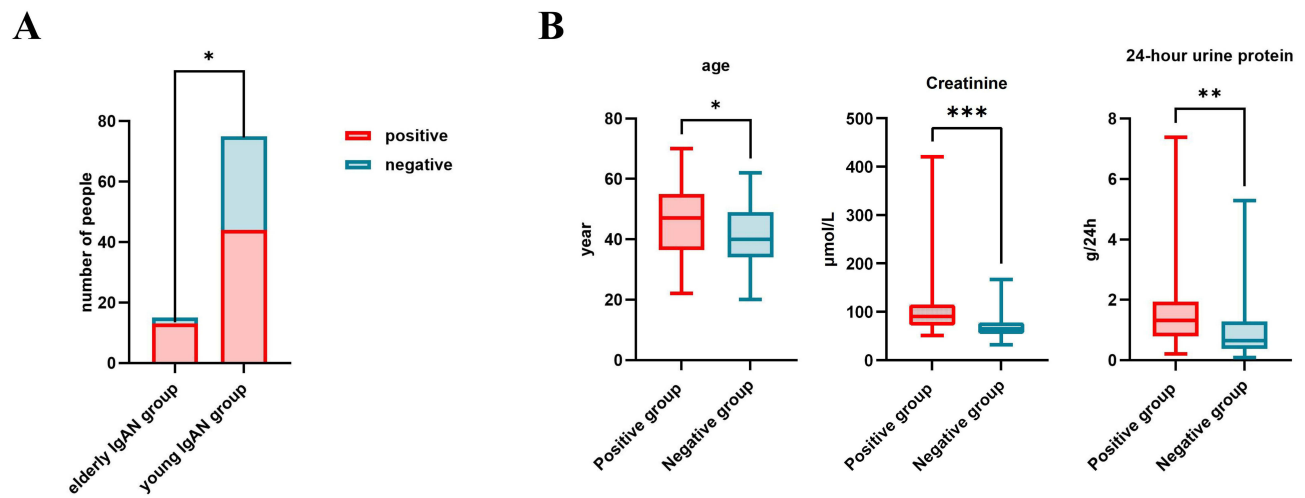 A
*
80
60
40
20
0
number of people
elderly IgAN group
young IgAN group
positive
negative
B
age
*
80
60
40
20
0
year
Positive group
Negative group
Creatinine
***
500
400
300
200
100
0
μmol/L
Positive group
Negative group
24-hour urine protein
**
8
6
4
2
0
g/24h
Positive group
Negative group